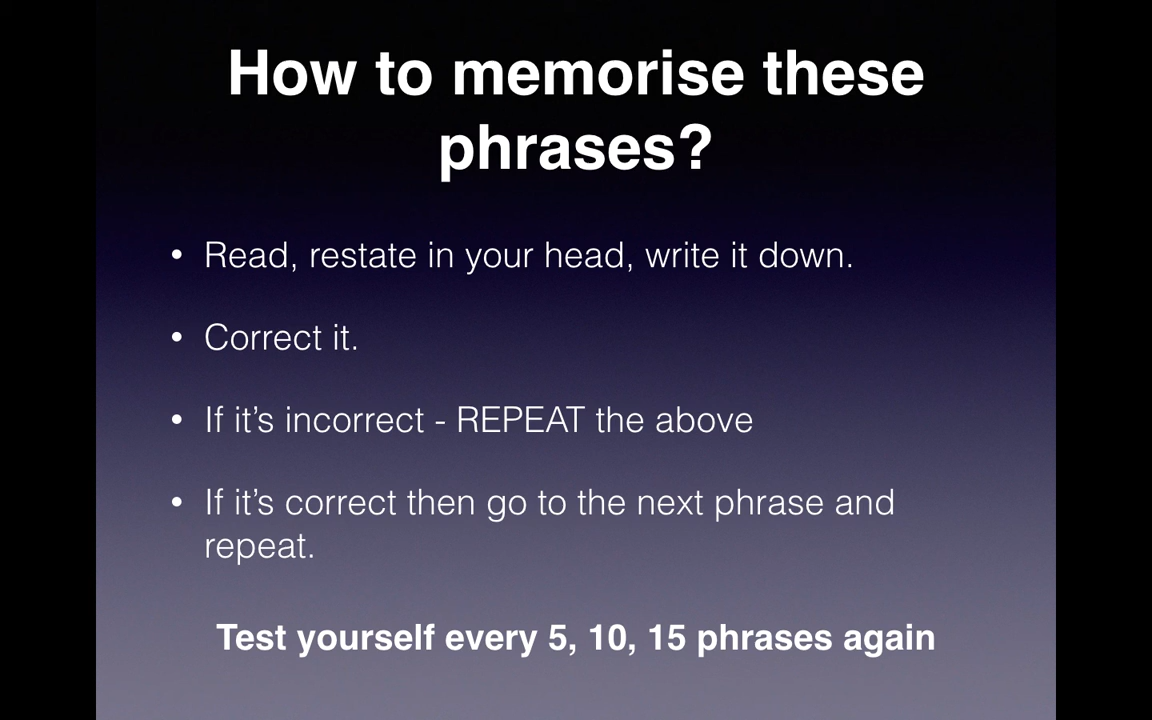 How to memorise these
phrases?
• Read, restate in your head, write it down.
• Correct it.
• If it’s incorrect - REPEAT the above
• If it’s correct then go to the next phrase and
repeat.
Test yourself every 5, 10, 15 phrases again